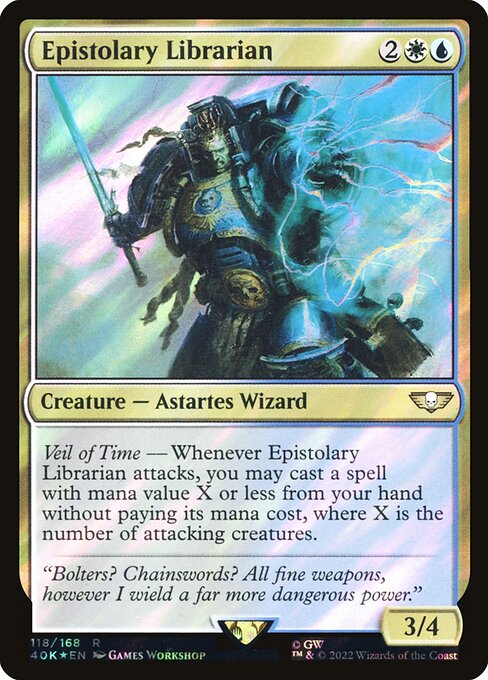 Epistolary Librarian 2
Creature — Astartes Wizard
Veil of Time — Whenever Epistolary
Librarian attacks, you may cast a spell
with mana value X or less from your hand
without paying its mana cost, where X is the
number of attacking creatures.
“Bolters? Chainswords? All fine weapons,
however I wield a far more dangerous power.”
3/4
118/168 R
40K★EN Games Workshop
© GW
™ & © 2022 Wizards of the Coast